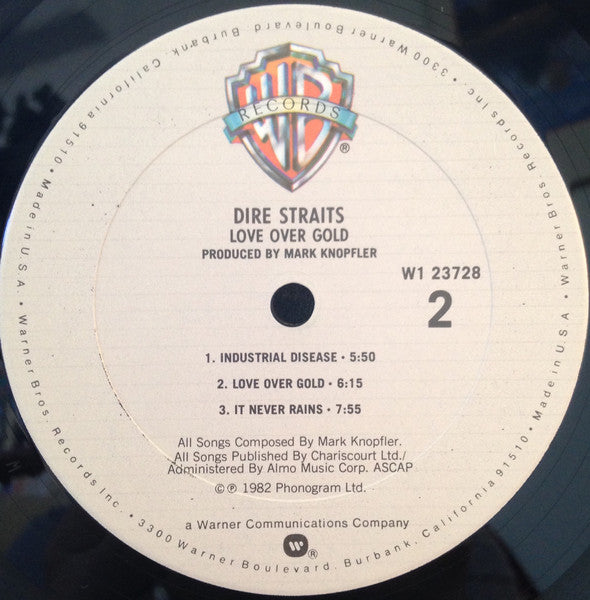 RECORDS
®
DIRE STRAITS
LOVE OVER GOLD
PRODUCED BY MARK KNOPFLER
W1 23728
2
1. INDUSTRIAL DISEASE • 5:50
2. LOVE OVER GOLD • 6:15
3. IT NEVER RAINS • 7:55
All Songs Composed By Mark Knopfler.
All Songs Published By Chariscourt Ltd./
Administered By Almo Music Corp. ASCAP
©℗ 1982 Phonogram Ltd.
a Warner Communications Company
W ®
Warner Bros. Records Inc. • 3300 Warner Boulevard. Burbank. California 91510 • Made in U.S.A. •
Warner Bros. Records Inc. • 3300 Warner Boulevard. Burbank. California 91510 • Made in U.S.A. •